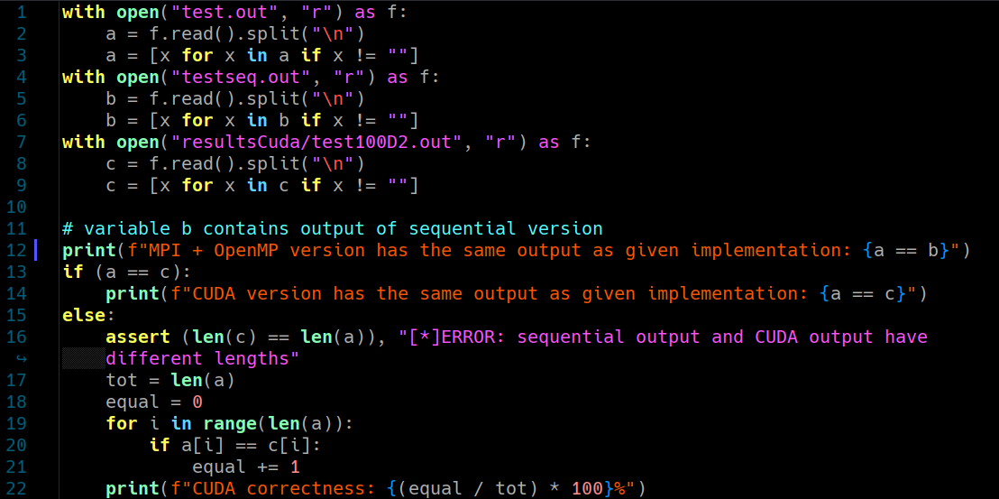 1 with open("test.out", "r") as f:
2     a = f.read().split("\n")
3     a = [x for x in a if x != ""]
4 with open("testseq.out", "r") as f:
5     b = f.read().split("\n")
6     b = [x for x in b if x != ""]
7 with open("resultsCuda/test100D2.out", "r") as f:
8     c = f.read().split("\n")
9     c = [x for x in c if x != ""]
10
11 # variable b contains output of sequential version
12 print(f"MPI + OpenMP version has the same output as given implementation: {a == b}")
13 if (a == c):
14     print(f"CUDA version has the same output as given implementation: {a == c}")
15 else:
16     assert (len(c) == len(a)), "[*]ERROR: sequential output and CUDA output have
↪     different lengths"
17     tot = len(a)
18     equal = 0
19     for i in range(len(a)):
20         if a[i] == c[i]:
21             equal += 1
22     print(f"CUDA correctness: {(equal / tot) * 100}%")